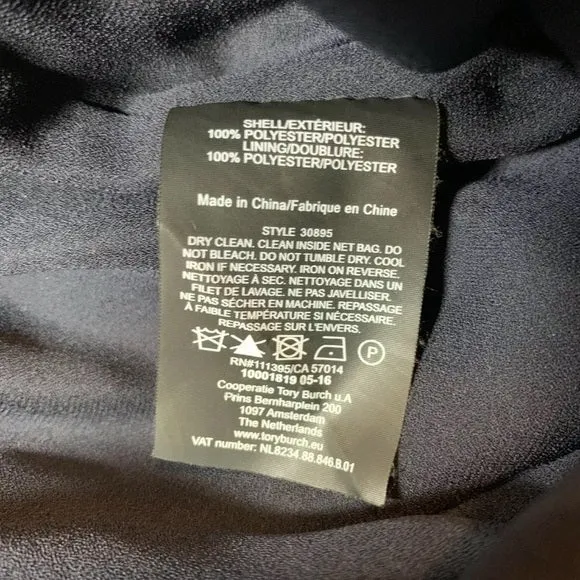 SHELL/EXTÉRIEUR:
100% POLYESTER/POLYESTER
LINING/DOUBLURE:
100% POLYESTER/POLYESTER
Made in China/Fabrique en Chine
STYLE 30895
DRY CLEAN. CLEAN INSIDE NET BAG. DO
NOT BLEACH. DO NOT TUMBLE DRY. COOL
IRON IF NECESSARY. IRON ON REVERSE.
NETTOYAGE À SEC. NETTOYAGE DANS UN
FILET DE LAVAGE. NE PAS JAVELLISER.
NE PAS SÉCHER EN MACHINE. REPASSAGE
À FAIBLE TEMPÉRATURE SI NÉCESSAIRE.
REPASSAGE SUR L'ENVERS.
P
RN#111395/CA 57014
10001819 05-16
Cooperatie Tory Burch u.A
Prins Bernharplein 200
1097 Amsterdam
The Netherlands
www.toryburch.eu
VAT number: NL8234.88.846.B.01